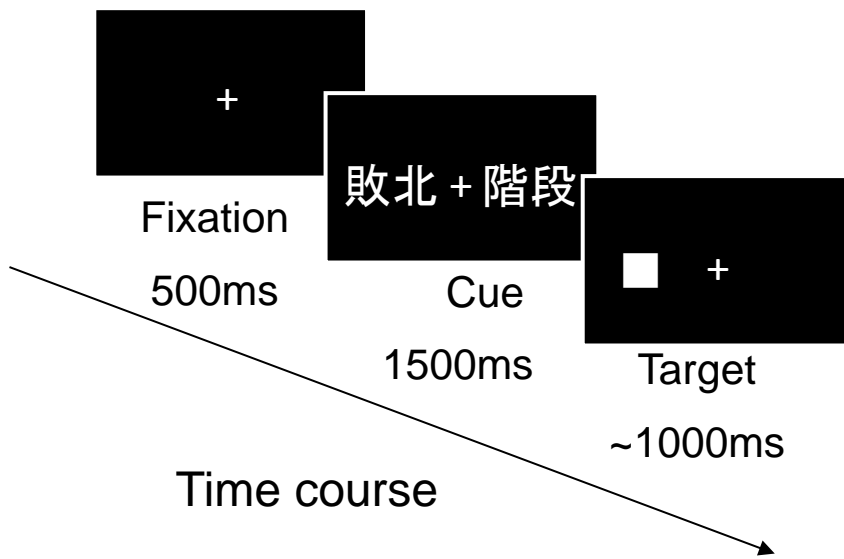 +
Fixation
500ms
敗北 + 階段
Cue
1500ms
+
Target
~1000ms
Time course